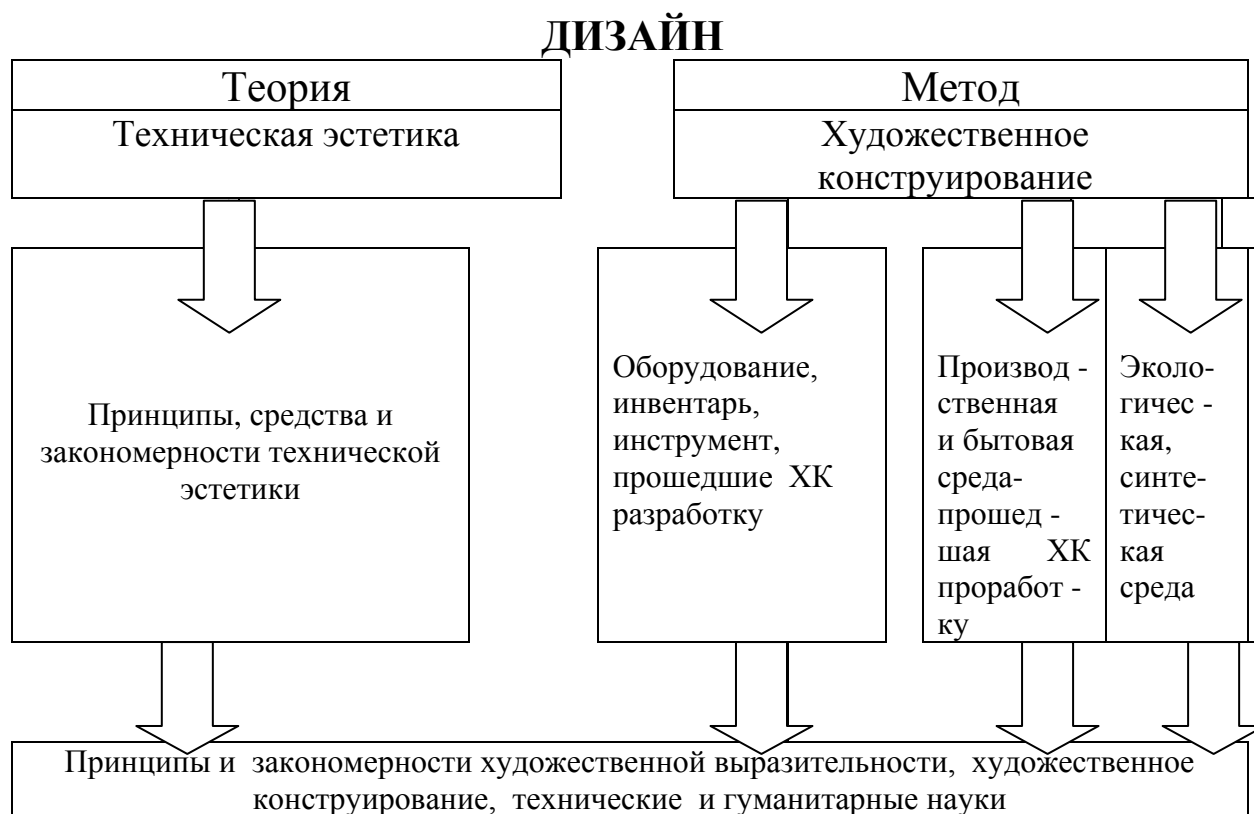 ДИЗАЙН
Теория
Техническая эстетика
Метод
Художественное
конструирование
Принципы, средства и
закономерности технической
эстетики
Оборудование,
инвентарь,
инструмент,
прошедшие ХК
разработку
Производ -
ственная
и бытовая
среда-
прошед -
шая ХК
проработ -
ку
Эколо-
гичес -
кая,
синте-
тичес-
кая
среда
Принципы и закономерности художественной выразительности, художественное
конструирование, технические и гуманитарные науки